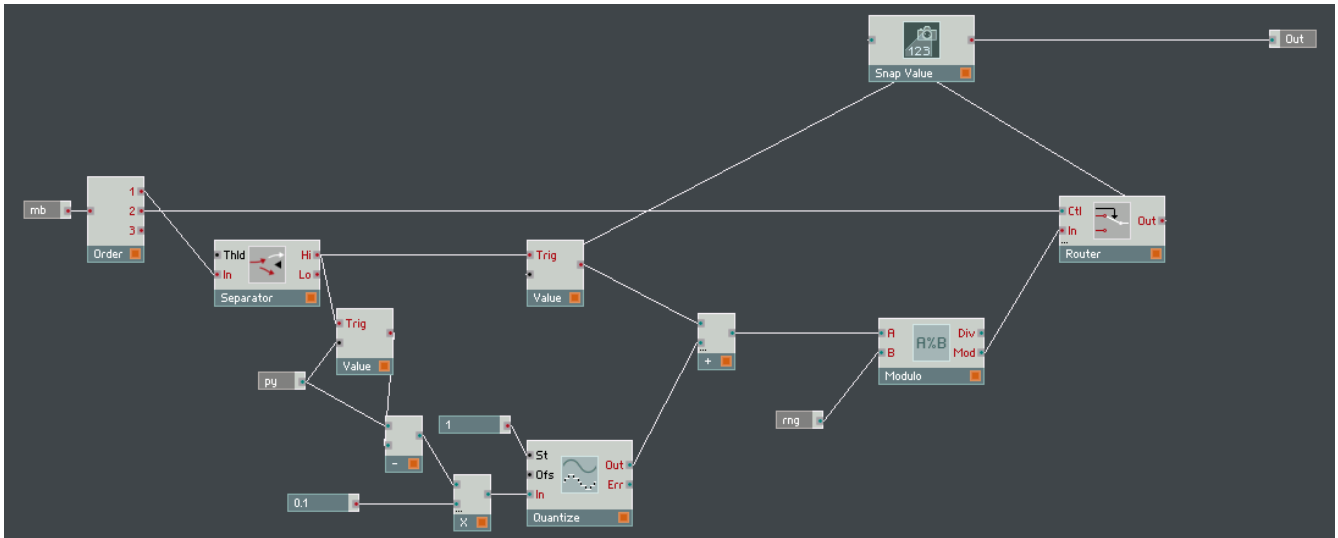 123
Snap Value
Out
mb
1
2
3
Order
Thld
In
Hi
Lo
Separator
Trig
Value
Ctl
In
...
Out
Router
Trig
Value
py
...
+
A
B
A%B
Div
Mod
Modulo
rng
-
1
St
Ofs
In
Out
Err
Quantize
0.1
...
X